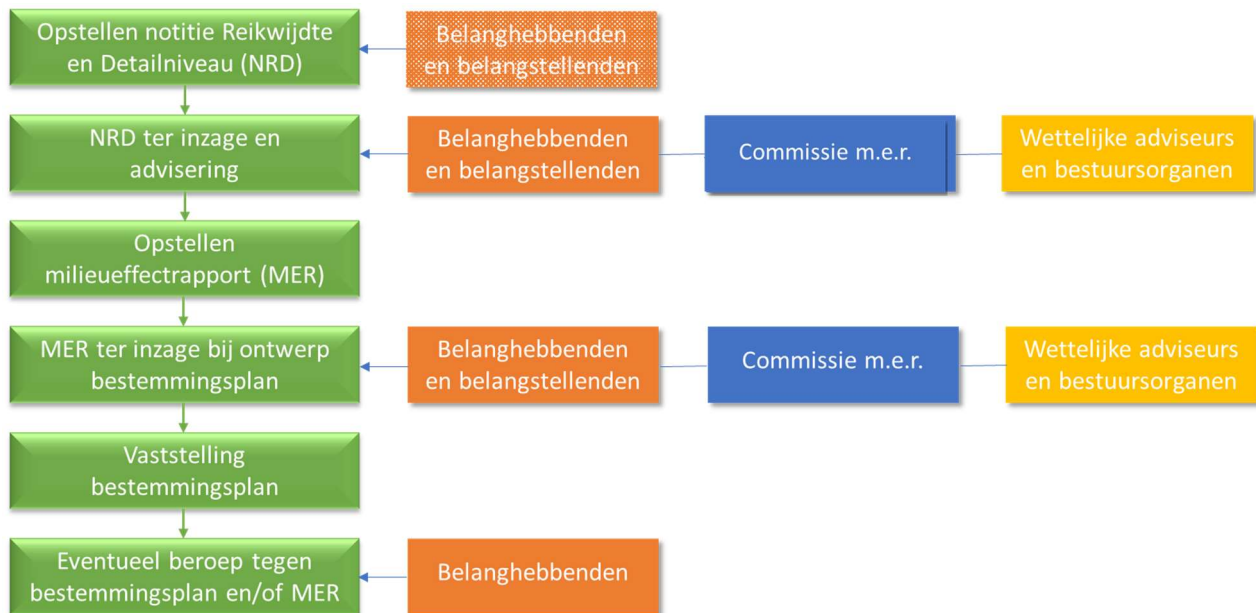 Opstellen notitie Reikwijdte
en Detailniveau (NRD)
Belanghebbenden
en belangstellenden
NRD ter inzage en
advisering
Belanghebbenden
en belangstellenden
Commissie m.e.r.
Wettelijke adviseurs
en bestuursorganen
Opstellen
milieueffectrapport (MER)
MER ter inzage bij ontwerp
bestemmingsplan
Belanghebbenden
en belangstellenden
Commissie m.e.r.
Wettelijke adviseurs
en bestuursorganen
Vaststelling
bestemmingsplan
Eventueel beroep tegen
bestemmingsplan en/of MER
Belanghebbenden